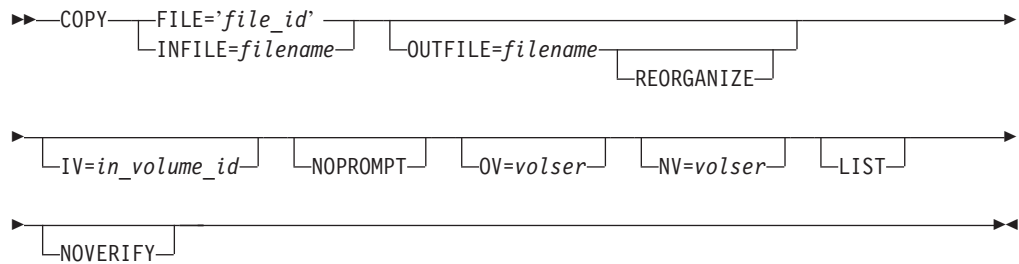 COPY FILE='file_id'
INFILE=filename OUTFILE=filename
REORGANIZE
IV=in_volume_id NOPROMPT OV=volser NV=volser LIST
NOVERIFY